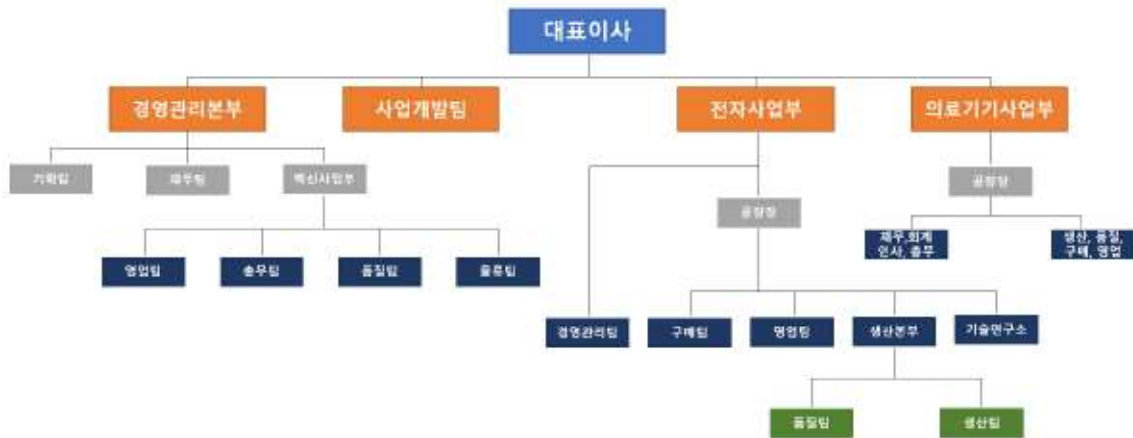 대표이사
경영관리본부
사업개발팀
전자사업부
의료기기사업부
기획팀
재무팀
백신사업부
공장장
공장장
재무,회계
인사, 총무
생산, 품질,
구매, 영업
영업팀
총무팀
품질팀
물류팀
경영관리팀
구매팀
영업팀
생산본부
기술연구소
품질팀
생산팀